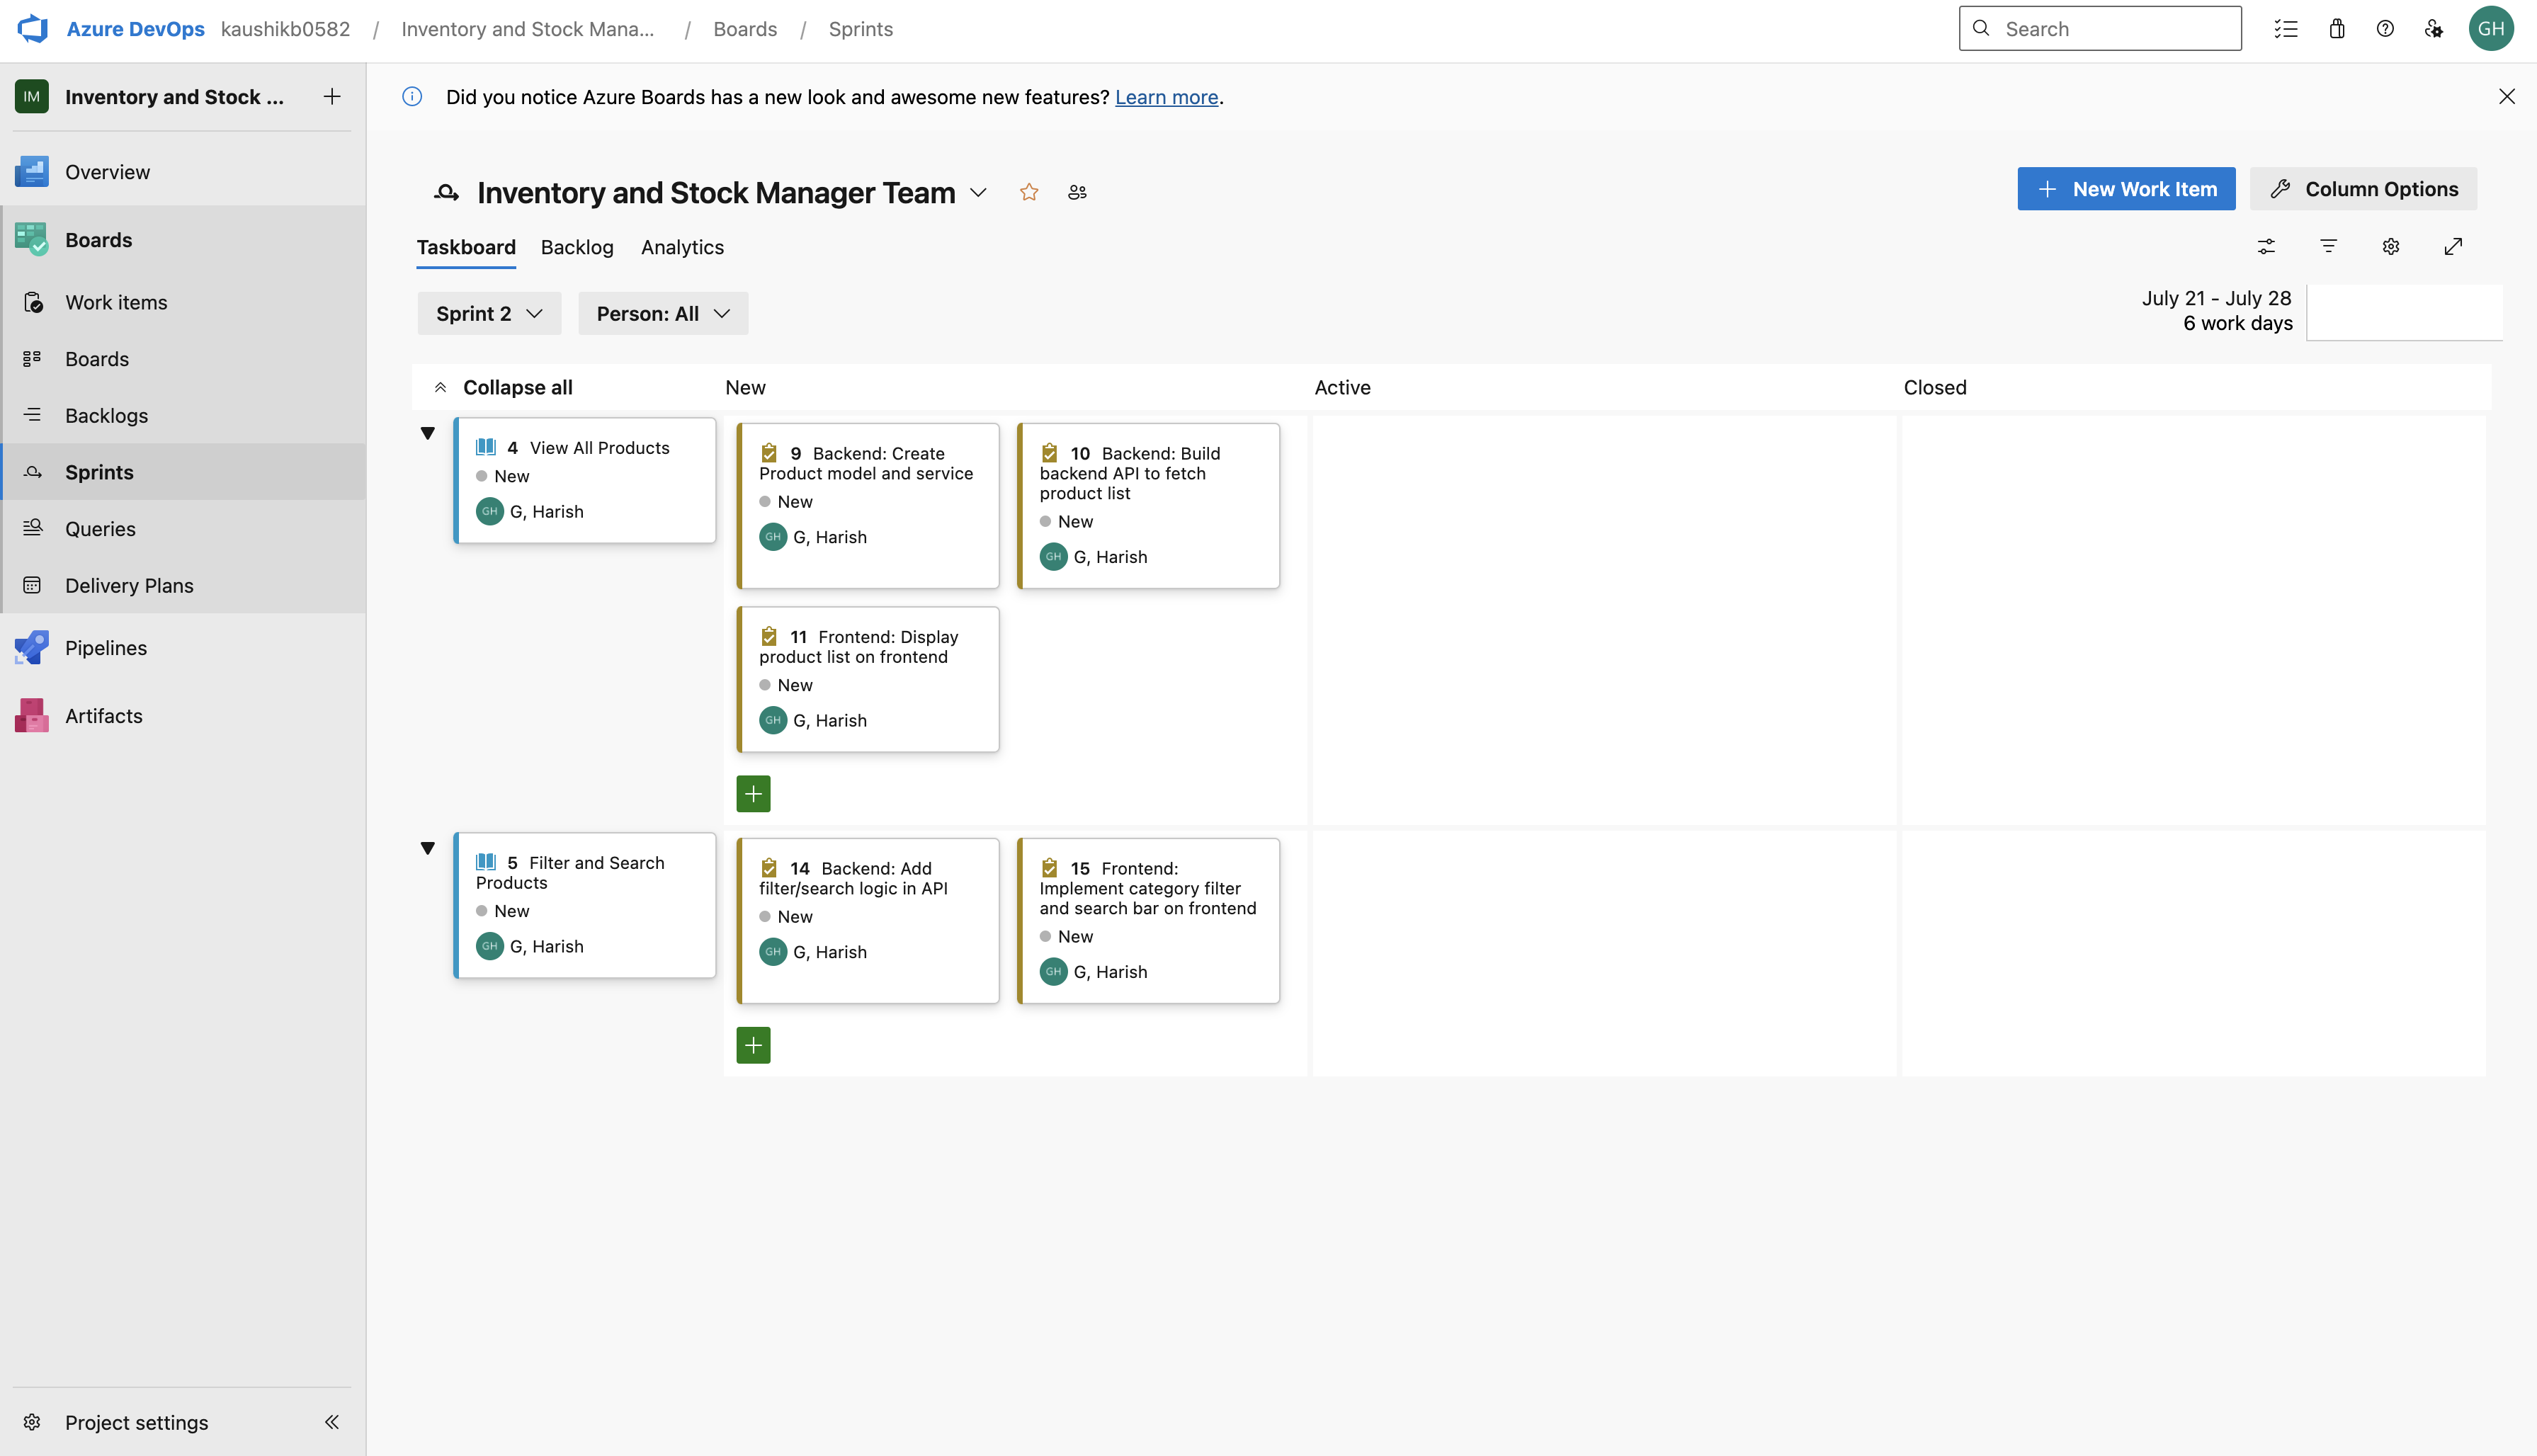 Azure DevOps kaushikb0582 / Inventory and Stock Mana... / Boards / Sprints
Search
GH
IM Inventory and Stock ...
Overview
Boards
Work items
Boards
Backlogs
Sprints
Queries
Delivery Plans
Pipelines
Artifacts
Project settings
Did you notice Azure Boards has a new look and awesome new features? Learn more.
Inventory and Stock Manager Team
New Work Item
Column Options
Taskboard Backlog Analytics
Sprint 2
Person: All
July 21 - July 28
6 work days
Collapse all New Active Closed
4 View All Products
New
GH G, Harish
9 Backend: Create
Product model and service
New
GH G, Harish
10 Backend: Build
backend API to fetch
product list
New
GH G, Harish
11 Frontend: Display
product list on frontend
New
GH G, Harish
5 Filter and Search
Products
New
GH G, Harish
14 Backend: Add
filter/search logic in API
New
GH G, Harish
15 Frontend:
Implement category filter
and search bar on frontend
New
GH G, Harish